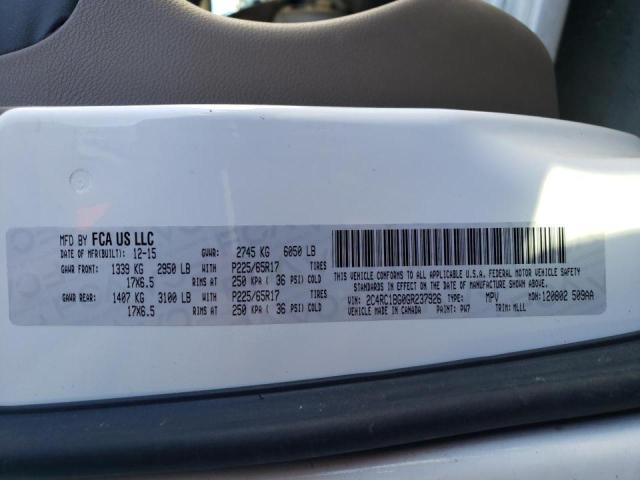 MFD BY FCA US LLC
DATE OF MFR(BUILT): 12-15 GVWR: 2745 KG 6050 LB
GAWR FRONT: 1339 KG 2950 LB WITH P225/65R17 TIRES
17X6.5 RIMS AT 250 KPA ( 36 PSI) COLD
GAWR REAR: 1407 KG 3100 LB WITH P225/65R17 TIRES
17X6.5 RIMS AT 250 KPA ( 36 PSI) COLD
THIS VEHICLE CONFORMS TO ALL APPLICABLE U.S.A. FEDERAL MOTOR VEHICLE SAFETY
STANDARDS IN EFFECT ON THE DATE OF MANUFACTURE SHOWN ABOVE.
VIN: 2C4RC1BG0GR237926 TYPE: MPV MDH:120802 509AA
VEHICLE MADE IN CANADA PAINT: PW7 TRIM: MLLL